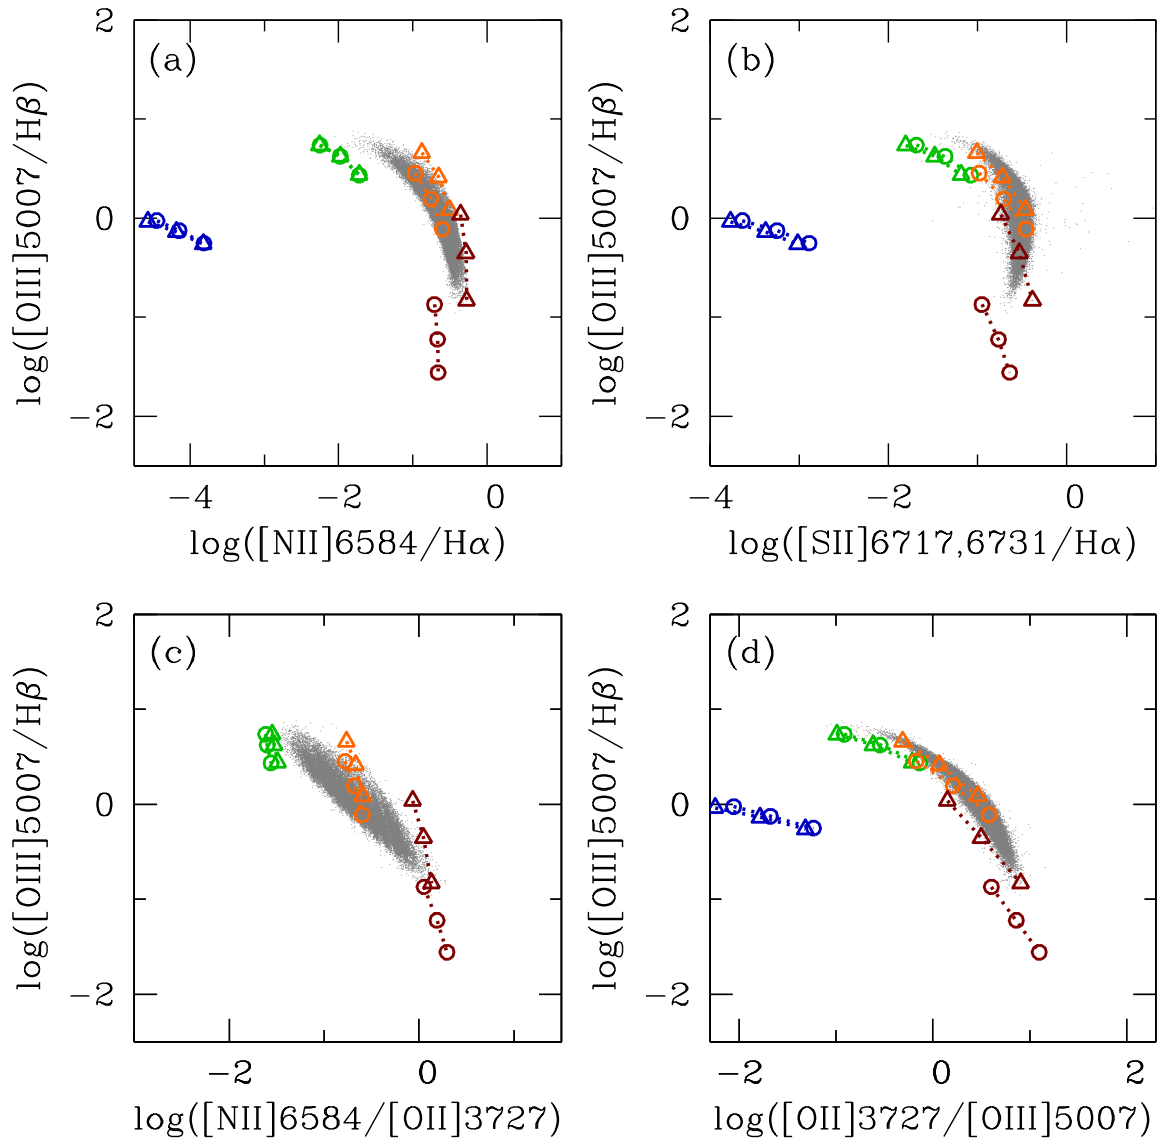 2
2
(a)
(b)
log([OIII]5007/Hβ)
log([OIII]5007/Hβ)
0
0
−2
−2
−4
−2
0
−4
−2
0
log([NII]6584/Hα)
log([SII]6717,6731/Hα)
2
2
(c)
(d)
log([OIII]5007/Hβ)
log([OIII]5007/Hβ)
0
0
−2
−2
−2
0
−2
0
2
log([NII]6584/[OII]3727)
log([OII]3727/[OIII]5007)